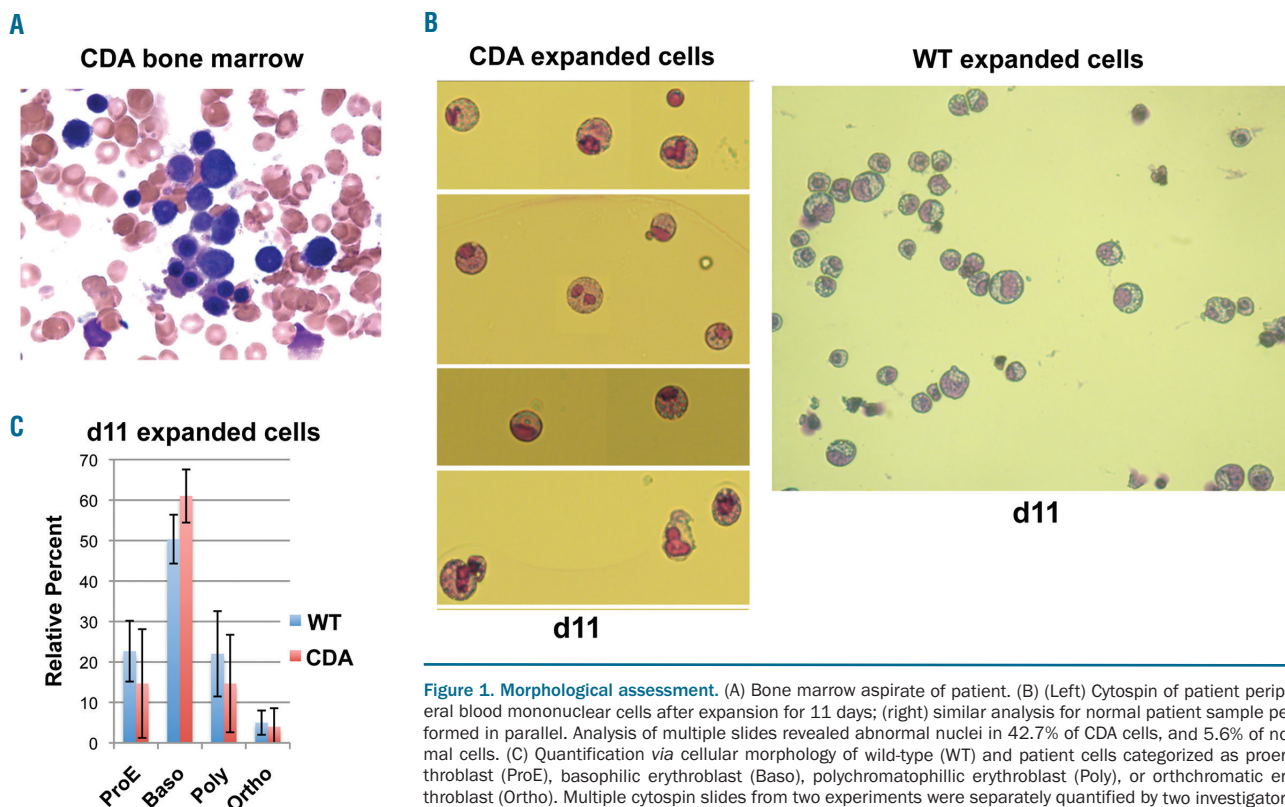 A
CDA bone marrow
B
CDA expanded cells
WT expanded cells
d11
d11
C
d11 expanded cells
Relative Percent
70
60
50
40
30
20
10
0
WT
CDA
ProE
Baso
Poly
Ortho
Figure 1. Morphological assessment. (A) Bone marrow aspirate of patient. (B) (Left) Cytospin of patient periph
eral blood mononuclear cells after expansion for 11 days; (right) similar analysis for normal patient sample pe
formed in parallel. Analysis of multiple slides revealed abnormal nuclei in 42.7% of CDA cells, and 5.6% of no
mal cells. (C) Quantification via cellular morphology of wild-type (WT) and patient cells categorized as proer
throblast (ProE), basophilic erythroblast (Baso), polychromatophillic erythroblast (Poly), or orthchromatic er
throblast (Ortho). Multiple cytospin slides from two experiments were separately quantified by two investigator